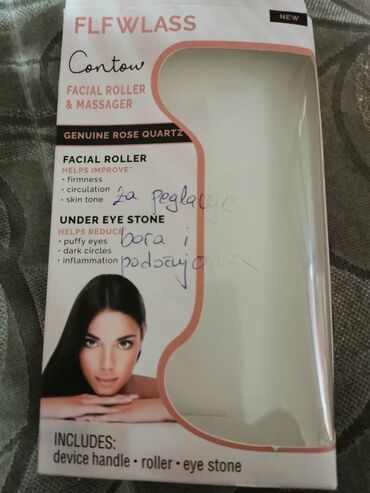 FLFWLASS
NEW
Contour
FACIAL ROLLER
& MASSAGER
GENUINE ROSE QUARTZ
FACIAL ROLLER
HELPS IMPROVE*
• firmness
• circulation
• skin tone
za peglanje
UNDER EYE STONE
HELPS REDUCE
• puffy eyes
• dark circles
• inflammation
bora i
podočnjaka
INCLUDES:
device handle • roller • eye stone